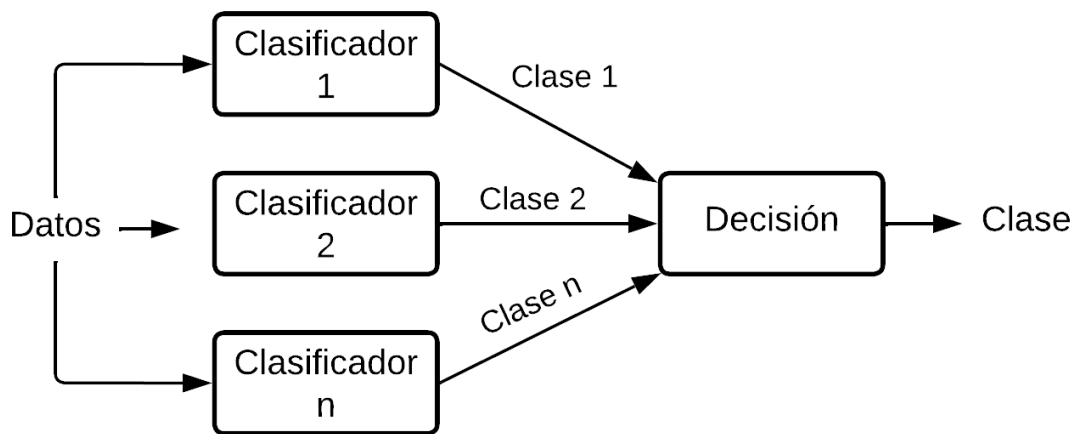 Clasificador
1
Clase 1
Datos
Clasificador
2
Clase 2
Decisión
Clase
Clasificador
n
Clase n